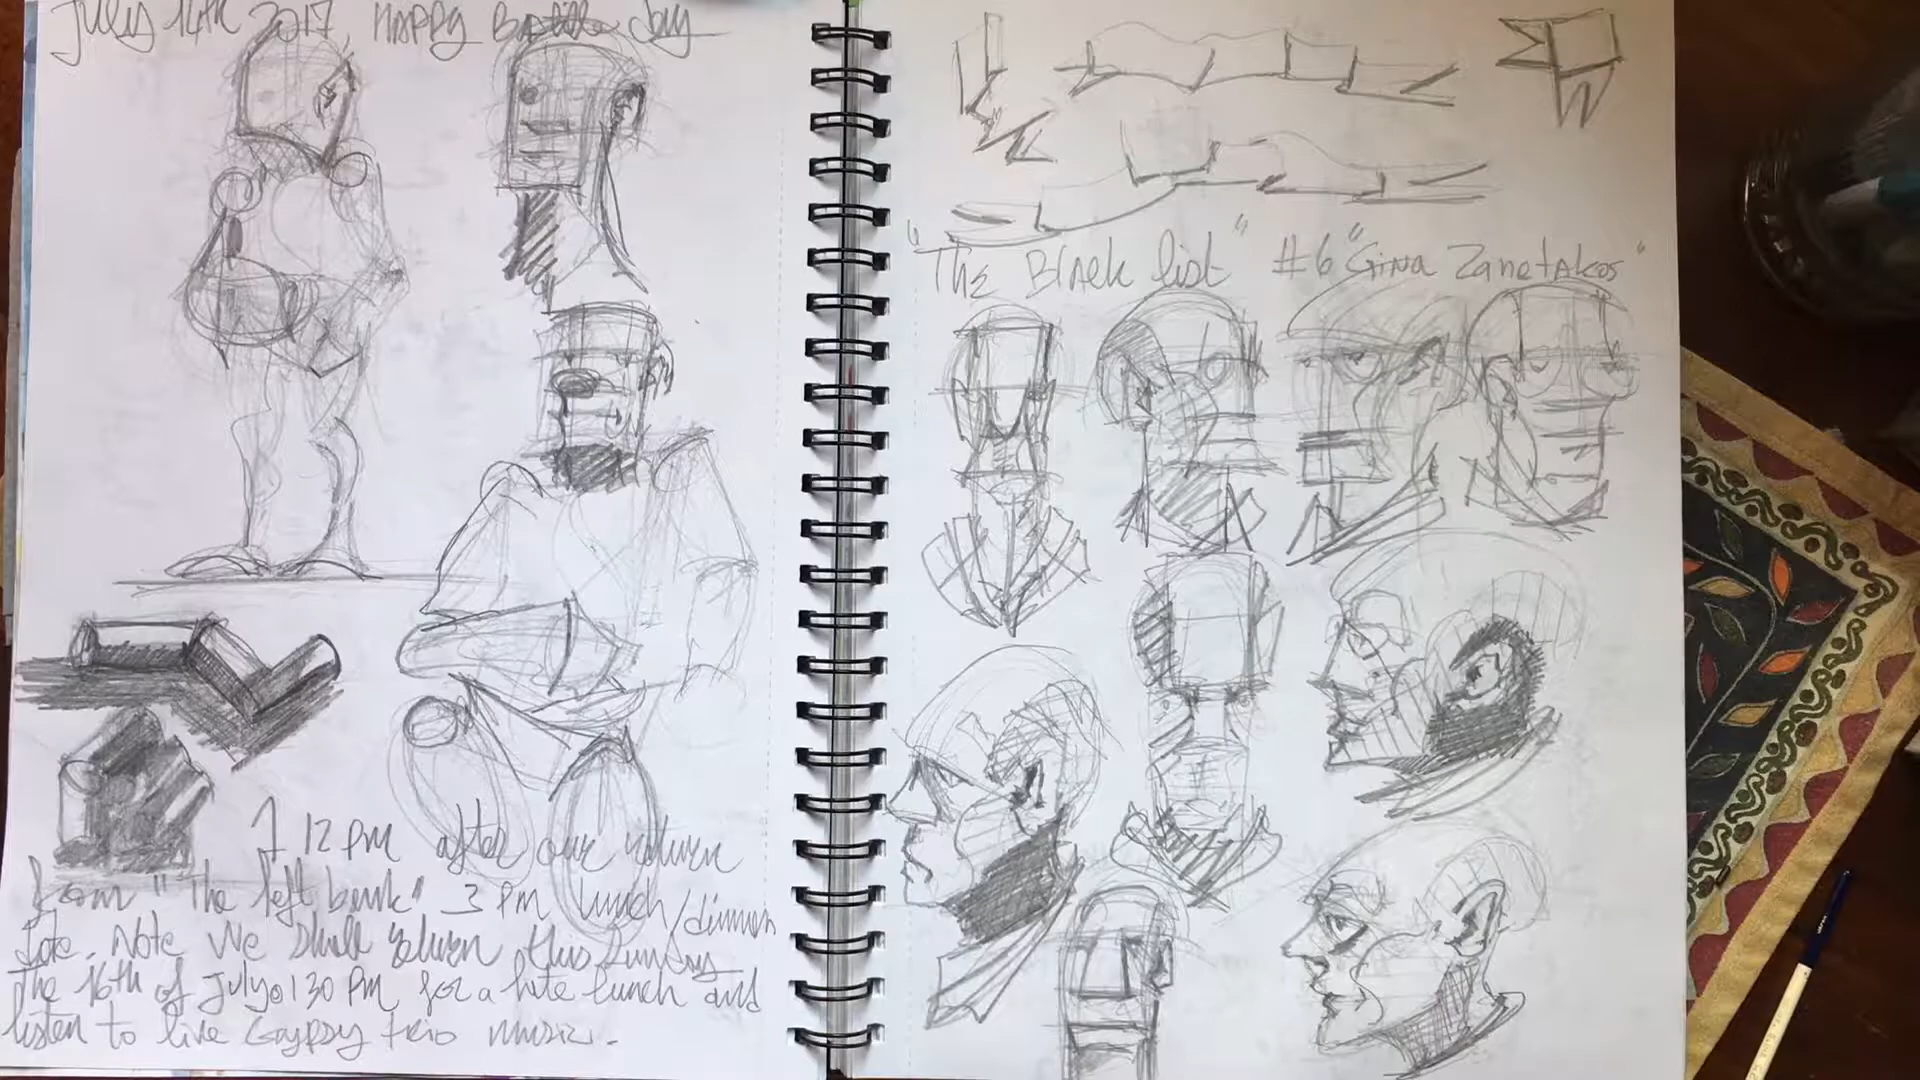 July 14th 2017, Happy Bastille day
7 12 pm after our return
from "The left bank" 3 pm lunch/dinner
Note We shall return this Sunday
The 16th of July @ 1 30 PM for a late lunch and
listen to live Gaypsy trio music.
"The Black list" #6 "Gina Zanetakos"